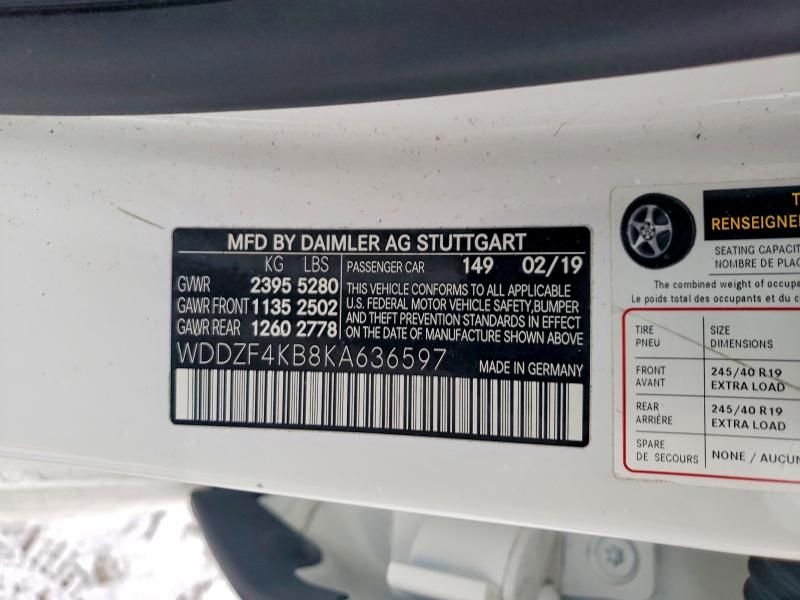 MFD BY DAIMLER AG STUTTGART
KG LBS
GVWR 2395 5280
GAWR FRONT 1135 2502
GAWR REAR 1260 2778
PASSENGER CAR 149 02/19
THIS VEHICLE CONFORMS TO ALL APPLICABLE
U.S. FEDERAL MOTOR VEHICLE SAFETY, BUMPER
AND THEFT PREVENTION STANDARDS IN EFFECT
ON THE DATE OF MANUFACTURE SHOWN ABOVE
WDDZF4KB8KA636597 MADE IN GERMANY
RENSEIGNE
SEATING CAPACIT
NOMBRE DE PLAC
The combined weight of occupa
Le poids total des occupants et du c
TIRE SIZE
PNEU DIMENSIONS
FRONT 245/40 R19
AVANT EXTRA LOAD
REAR 245/40 R19
ARRIÈRE EXTRA LOAD
SPARE
DE SECOURS NONE / AUCUN